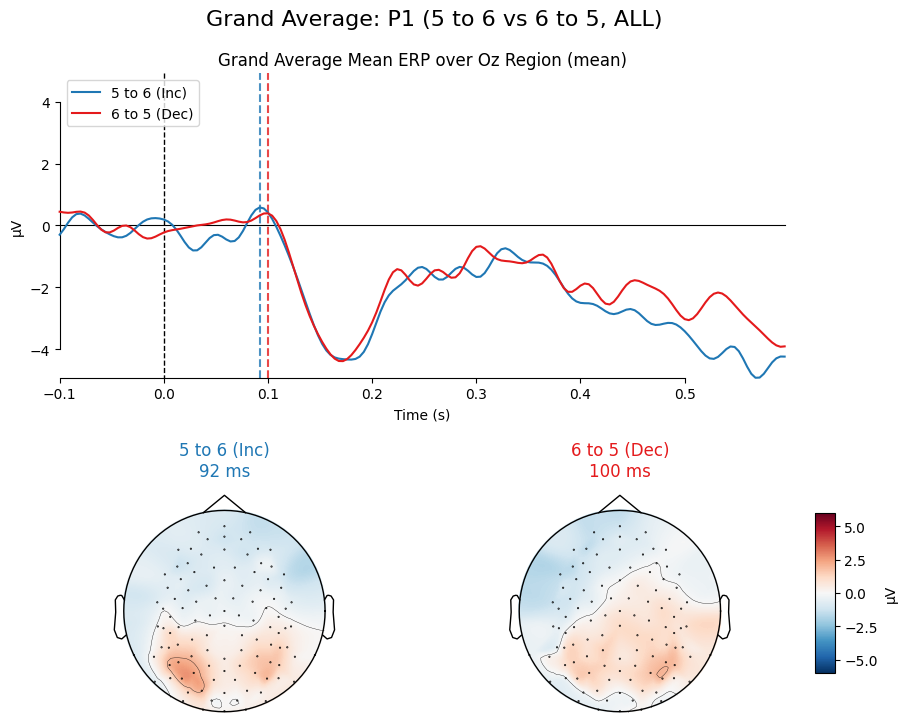 Grand Average: P1 (5 to 6 vs 6 to 5, ALL)
Grand Average Mean ERP over Oz Region (mean)
5 to 6 (Inc)
6 to 5 (Dec)
4
2
0
−2
−4
µV
−0.1 0.0 0.1 0.2 0.3 0.4 0.5
Time (s)
5 to 6 (Inc)
92 ms
6 to 5 (Dec)
100 ms
5.0
2.5
0.0
−2.5
−5.0
µV